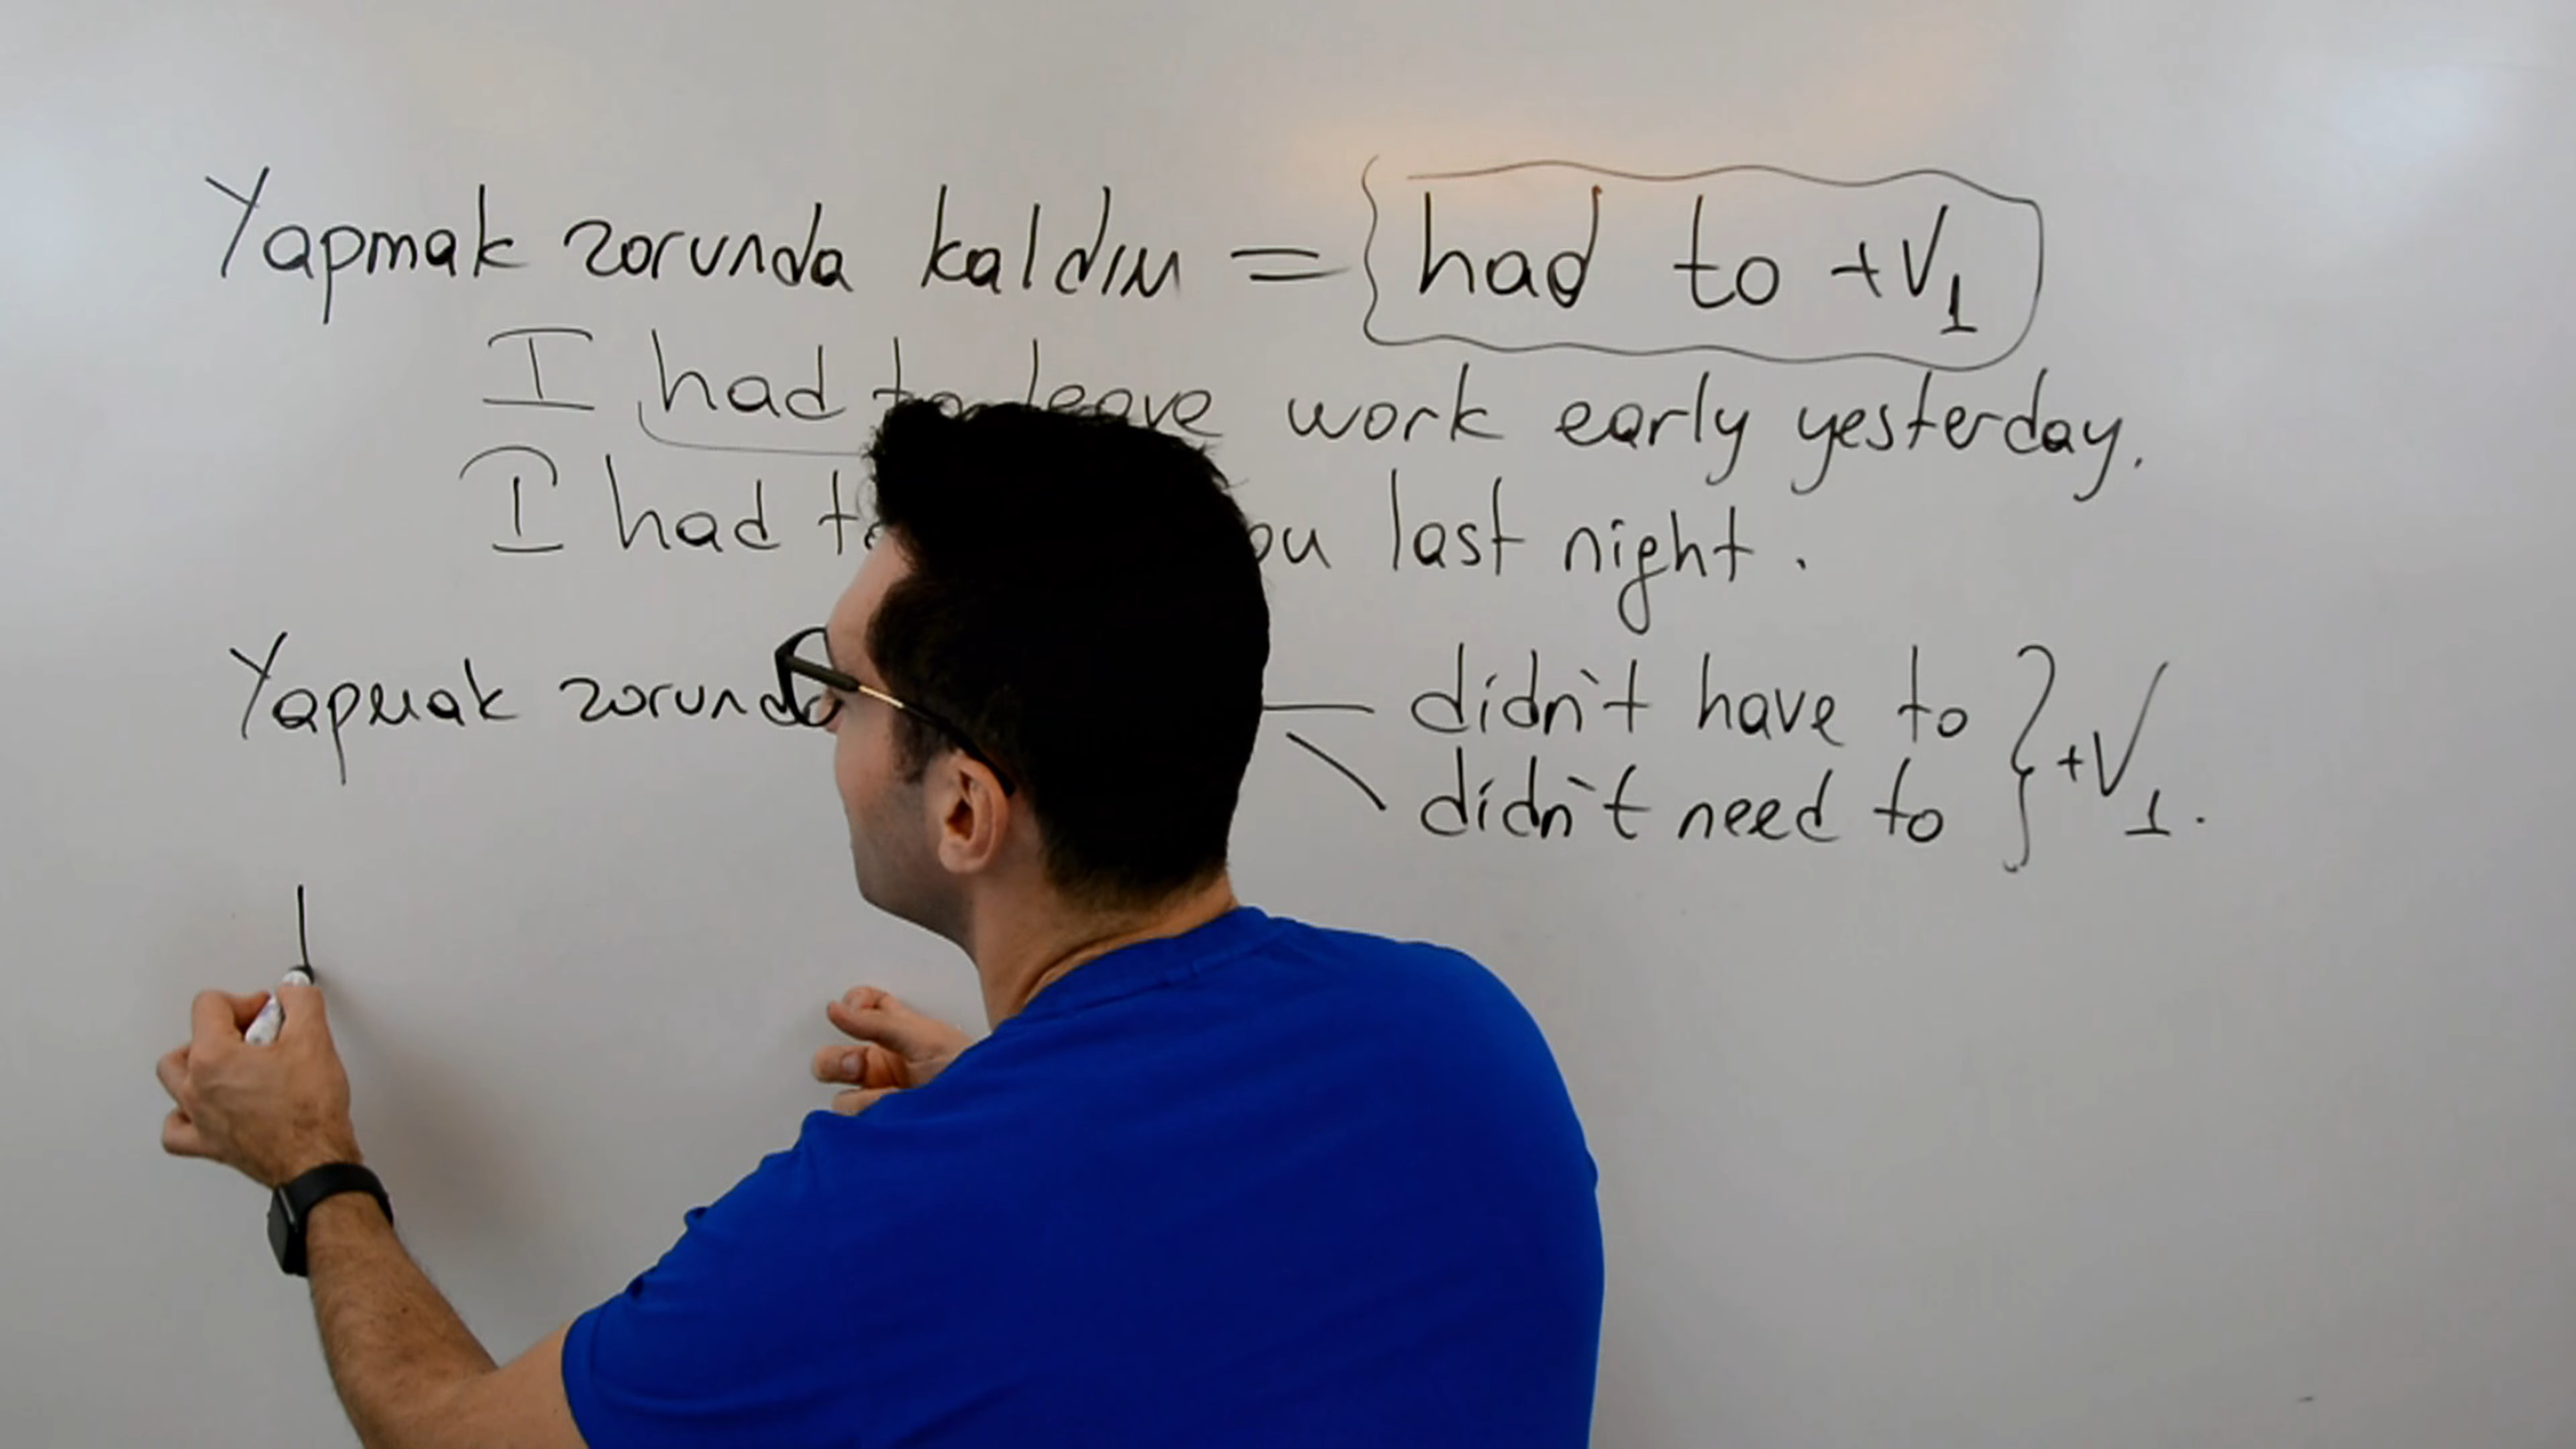 Yapmak zorunda kaldım = had to +V1
I had to leave work early yesterday.
I had last night.
Yapmak zorunda didn't have to
didn't need to } +V1.